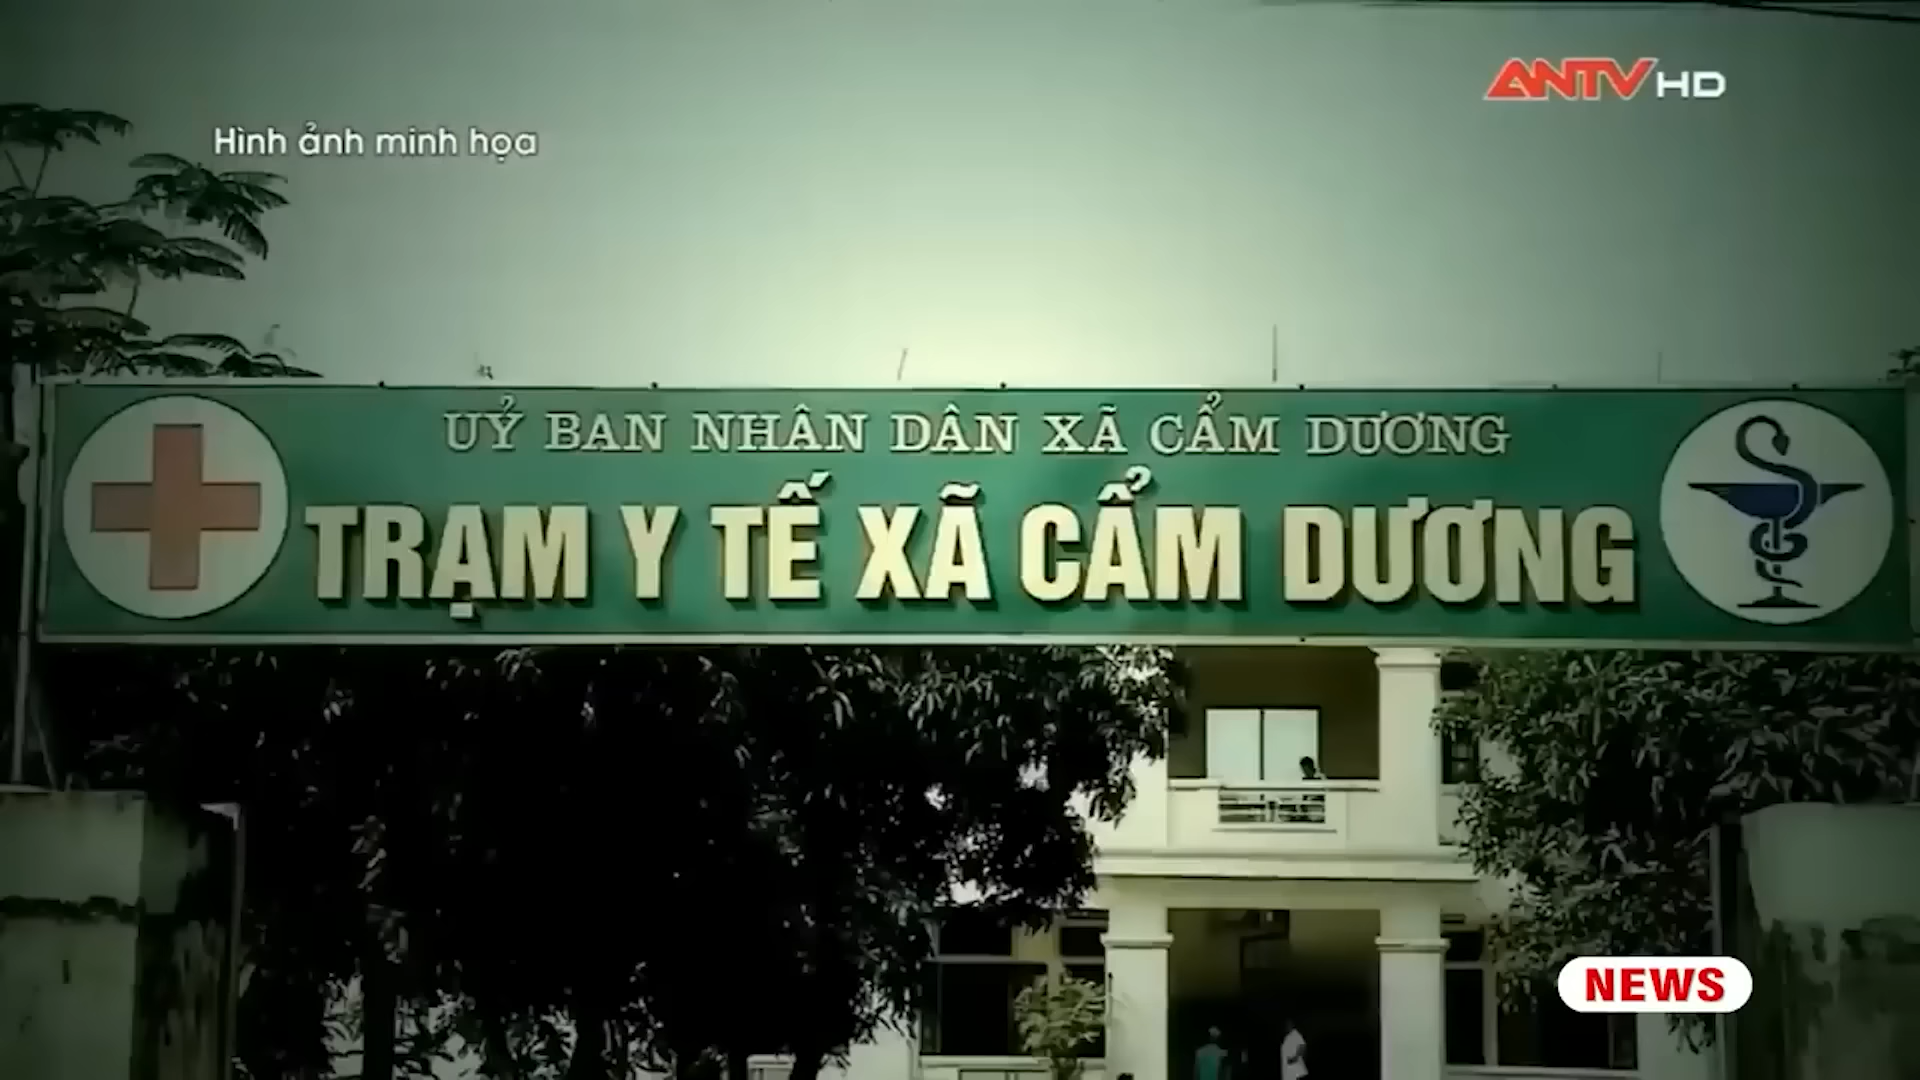 ANTV HD
Hình ảnh minh họa
UỶ BAN NHÂN DÂN XÃ CẨM DƯƠNG
TRẠM Y TẾ XÃ CẨM DƯƠNG
NEWS